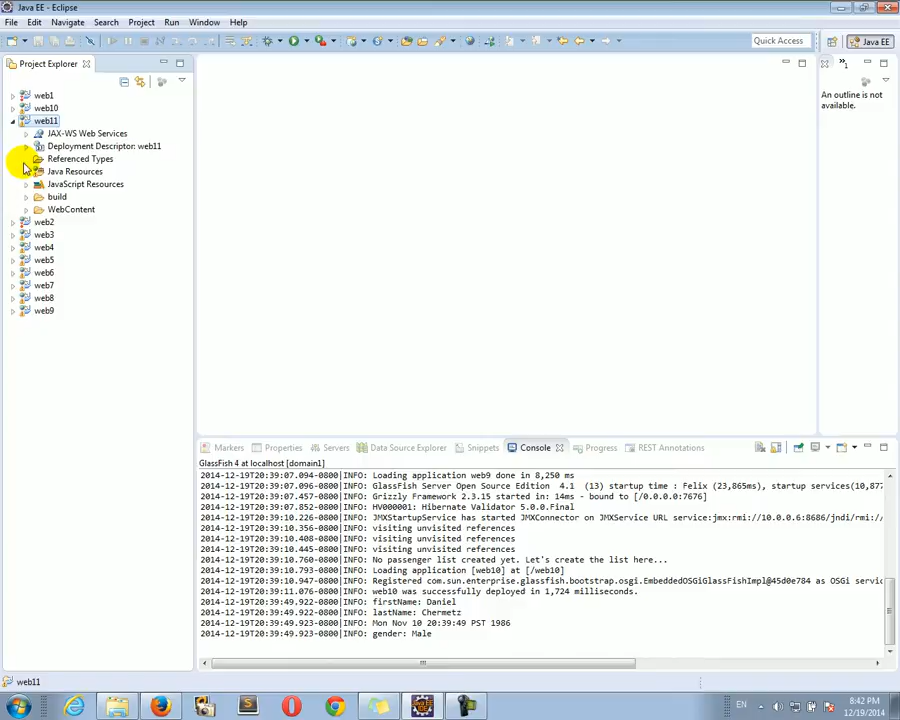 Java EE - Eclipse
File Edit Navigate Search Project Run Window Help
Quick Access Java EE
Project Explorer
web1
web10
web11
JAX-WS Web Services
Deployment Descriptor: web11
Referenced Types
Java Resources
JavaScript Resources
build
WebContent
web2
web3
web4
web5
web6
web7
web8
web9
An outline is not
available.
Markers Properties Servers Data Source Explorer Snippets Console Progress REST Annotations
GlassFish 4 at localhost [domain1]
2014-12-19T20:39:07.094-0800|INFO: Loading application web9 done in 8,250 ms
2014-12-19T20:39:07.096-0800|INFO: GlassFish Server Open Source Edition 4.1 (13) startup time : Felix (23,865ms), startup services(10,877
2014-12-19T20:39:07.457-0800|INFO: Grizzly Framework 2.3.15 started in: 14ms - bound to [/0.0.0.0:7676]
2014-12-19T20:39:07.852-0800|INFO: HV000001: Hibernate Validator 5.0.0.Final
2014-12-19T20:39:10.226-0800|INFO: JMXStartupService has started JMXConnector on JMXService URL service:jmx:rmi://10.0.0.6:8686/jndi/rmi:/
2014-12-19T20:39:10.356-0800|INFO: visiting unvisited references
2014-12-19T20:39:10.408-0800|INFO: visiting unvisited references
2014-12-19T20:39:10.445-0800|INFO: visiting unvisited references
2014-12-19T20:39:10.760-0800|INFO: No passenger list created yet. Let's create the list here...
2014-12-19T20:39:10.793-0800|INFO: Loading application [web10] at [/web10]
2014-12-19T20:39:10.947-0800|INFO: Registered com.sun.enterprise.glassfish.bootstrap.osgi.EmbeddedOSGiGlassFishImpl@45d0e784 as OSGi servic
2014-12-19T20:39:11.076-0800|INFO: web10 was successfully deployed in 1,724 milliseconds.
2014-12-19T20:39:49.922-0800|INFO: firstName: Daniel
2014-12-19T20:39:49.922-0800|INFO: lastName: Chermetz
2014-12-19T20:39:49.923-0800|INFO: Mon Nov 10 20:39:49 PST 1986
2014-12-19T20:39:49.923-0800|INFO: gender: Male
web11
EN
8:42 PM
12/19/2014